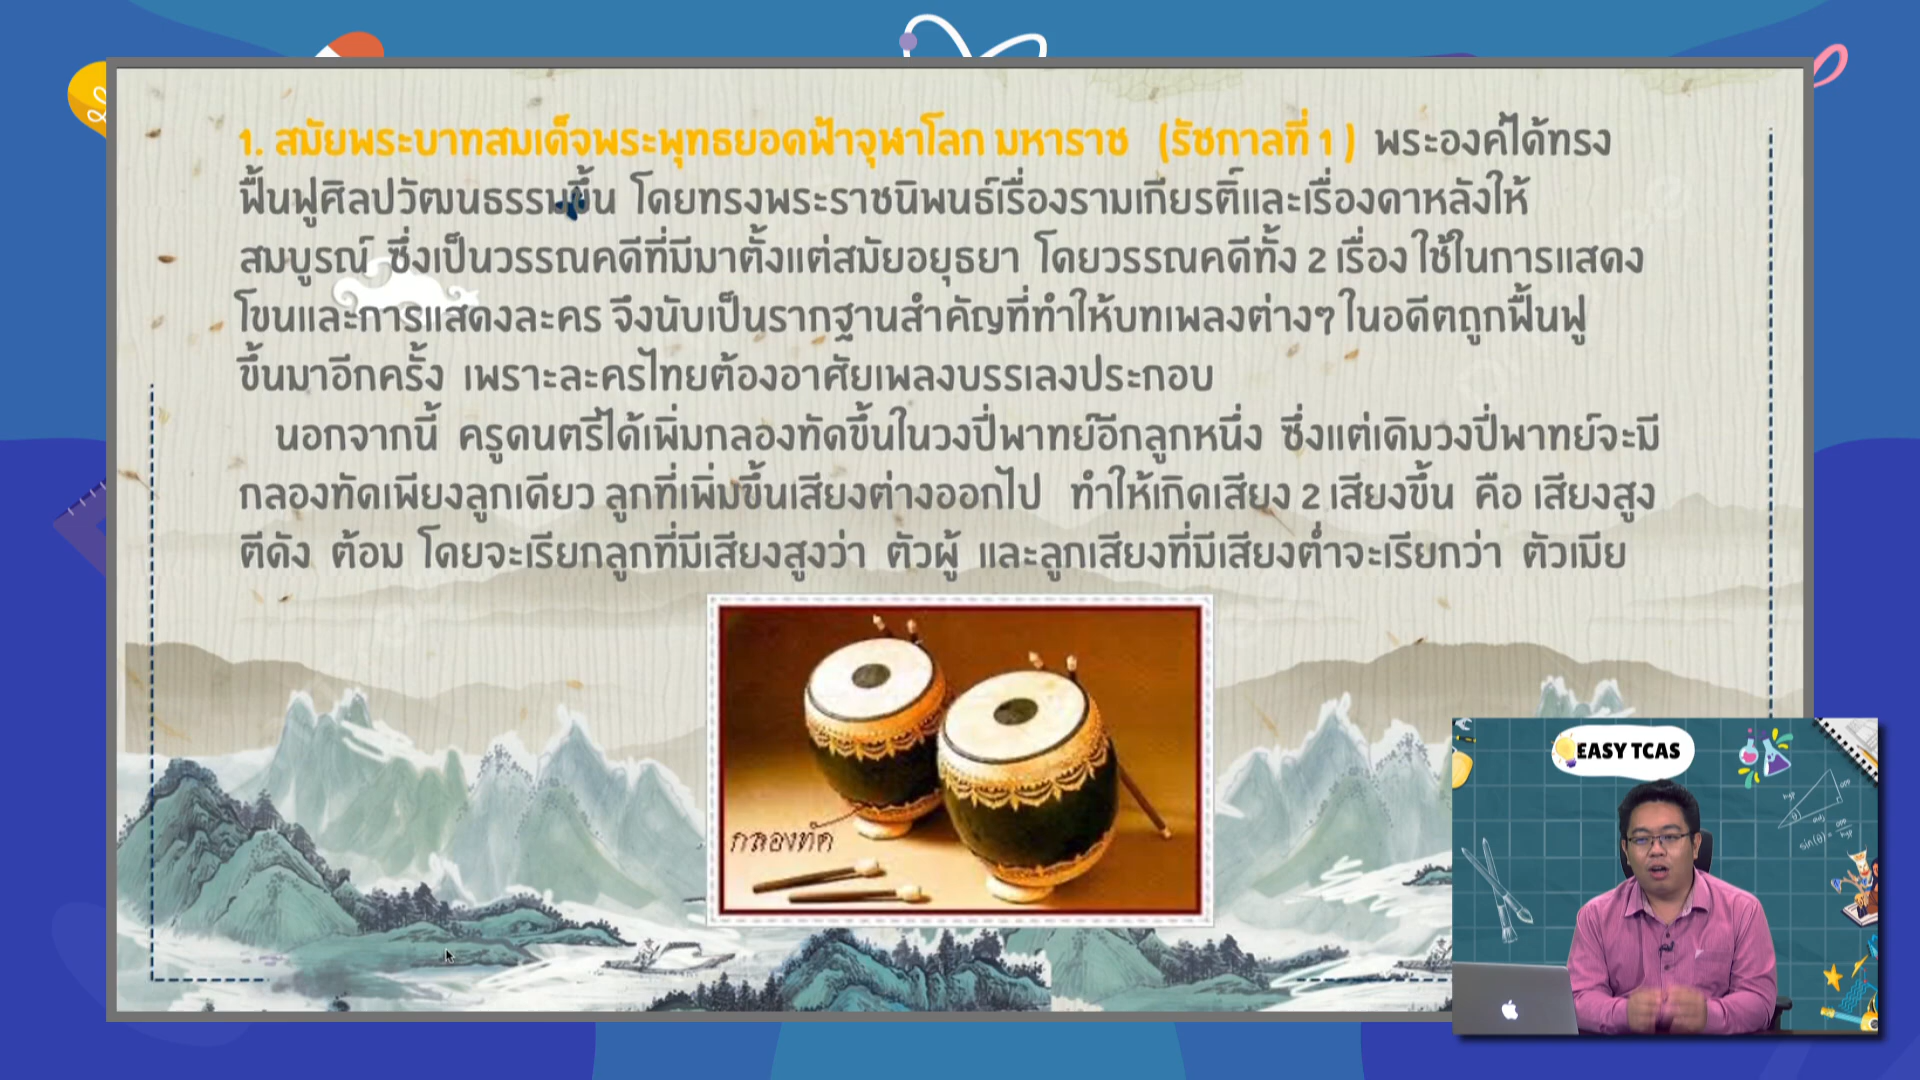 1. สมัยพระบาทสมเด็จพระพุทธยอดฟ้าจุฬาโลก มหาราช (รัชกาลที่ 1 ) พระองค์ได้ทรง
ฟื้นฟูศิลปวัฒนธรรมขึ้น โดยทรงพระราชนิพนธ์เรื่องรามเกียรติ์และเรื่องดาหลังให้
สมบูรณ์ ซึ่งเป็นวรรณคดีที่มีมาตั้งแต่สมัยอยุธยา โดยวรรณคดีทั้ง 2 เรื่อง ใช้ในการแสดง
โขนและการแสดงละคร จึงนับเป็นรากฐานสำคัญที่ทำให้บทเพลงต่างๆ ในอดีตถูกฟื้นฟู
ขึ้นมาอีกครั้ง เพราะละครไทยต้องอาศัยเพลงบรรเลงประกอบ
นอกจากนี้ ครูดนตรีได้เพิ่มกลองทัดขึ้นในวงปี่พาทย์อีกลูกหนึ่ง ซึ่งแต่เดิมวงปี่พาทย์จะมี
กลองทัดเพียงลูกเดียว ลูกที่เพิ่มขึ้นเสียงต่างออกไป ทำให้เกิดเสียง 2 เสียงขึ้น คือ เสียงสูง
ตีดัง ต้อม โดยจะเรียกลูกที่มีเสียงสูงว่า ตัวผู้ และลูกเสียงที่มีเสียงต่ำจะเรียกว่า ตัวเมีย
กลองทัด
EASY TCAS
hyp
opp
adj
sin(θ) = opp
hyp